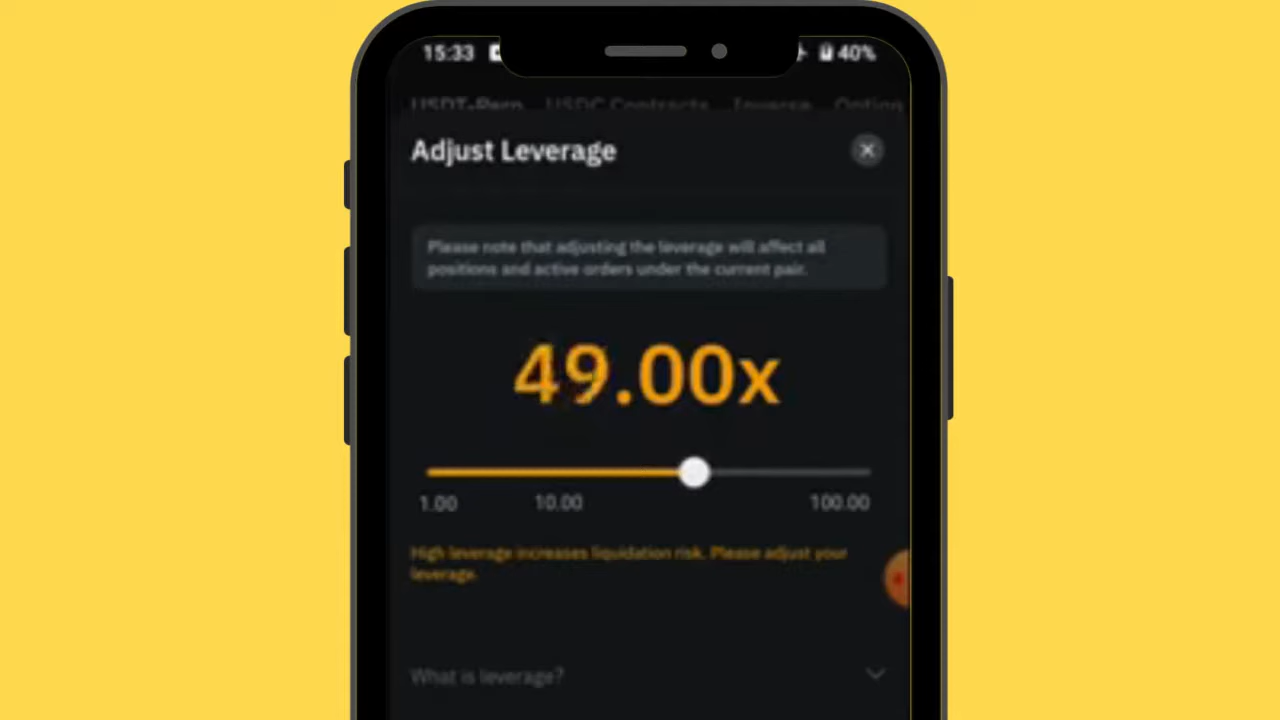 15:33
40%
USDT-Perp USDC Contracts Inverse Option
Adjust Leverage
Please note that adjusting the leverage will affect all
positions and active orders under the current pair.
49.00x
1.00 10.00 100.00
High leverage increases liquidation risk. Please adjust your
leverage.
What is leverage?